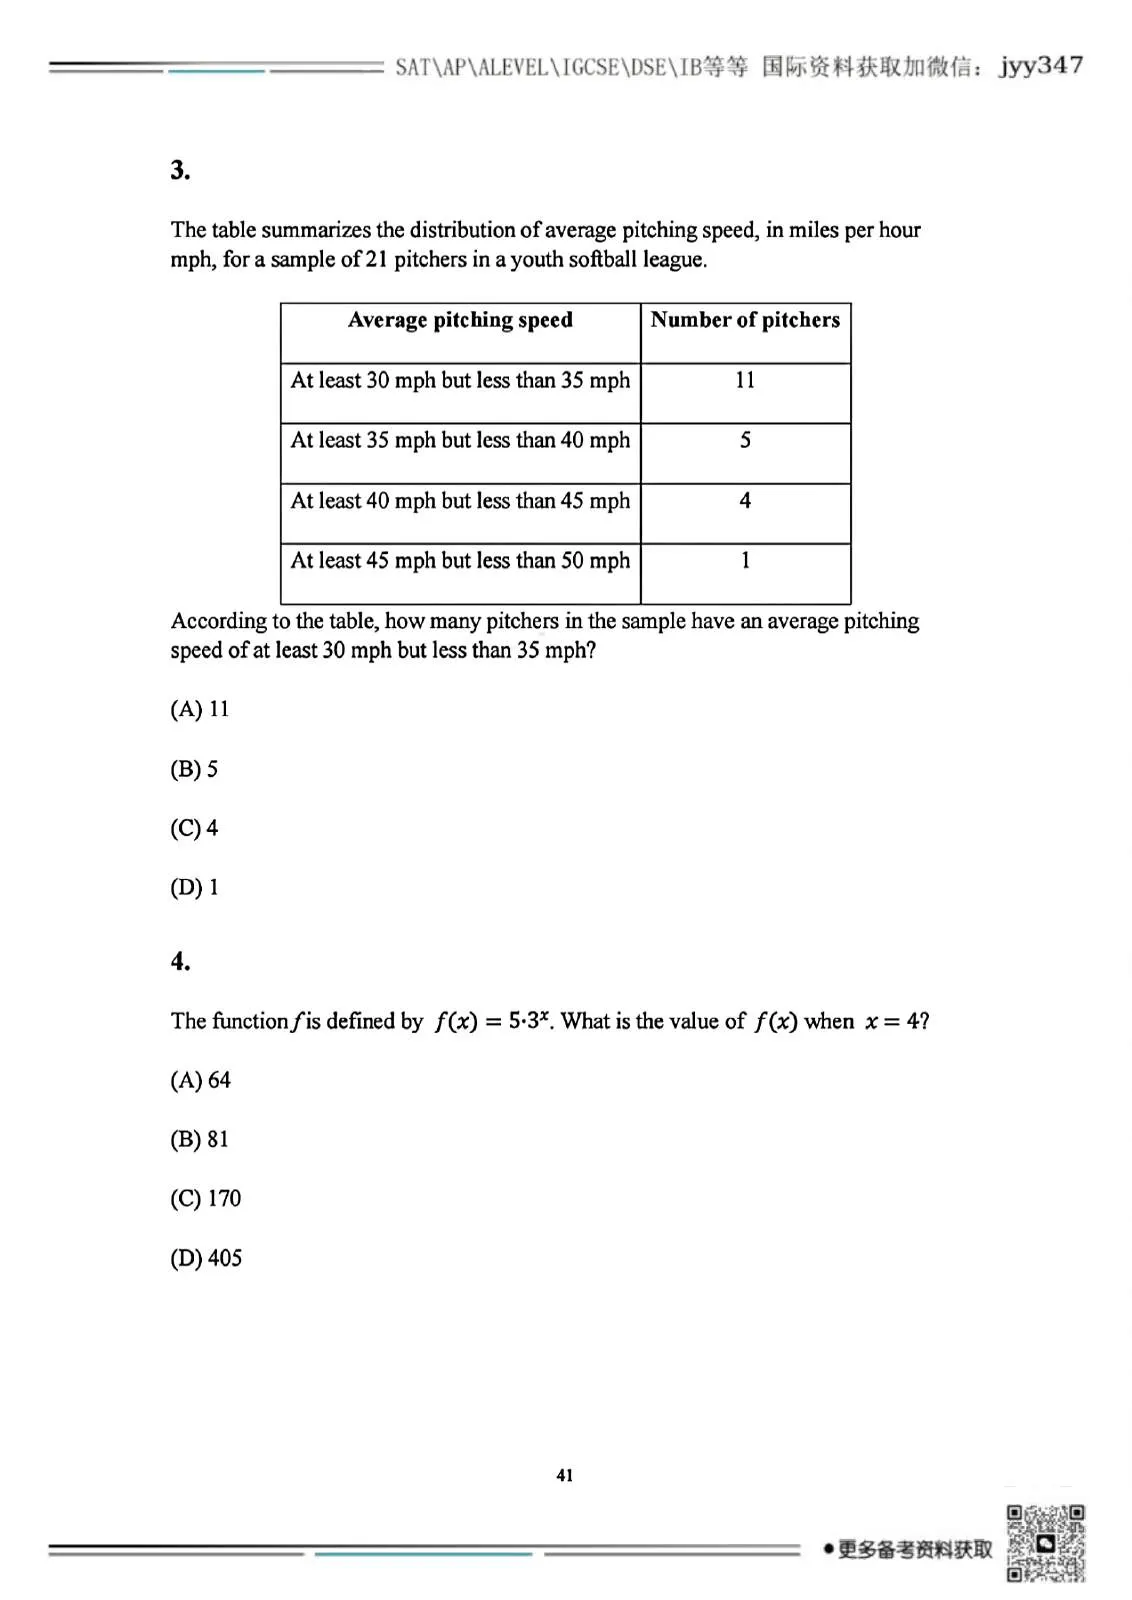 SAT\AP\ALEVEL\IGCSE\DSE\IB等等 国际资料获取加微信：jyy347
3.
The table summarizes the distribution of average pitching speed, in miles per hour
mph, for a sample of 21 pitchers in a youth softball league.
Average pitching speed Number of pitchers
At least 30 mph but less than 35 mph 11
At least 35 mph but less than 40 mph 5
At least 40 mph but less than 45 mph 4
At least 45 mph but less than 50 mph 1
According to the table, how many pitchers in the sample have an average pitching
speed of at least 30 mph but less than 35 mph?
(A) 11
(B) 5
(C) 4
(D) 1
4.
The function f is defined by f(x) = 5·3ˣ. What is the value of f(x) when x = 4?
(A) 64
(B) 81
(C) 170
(D) 405
41
●更多备考资料获取